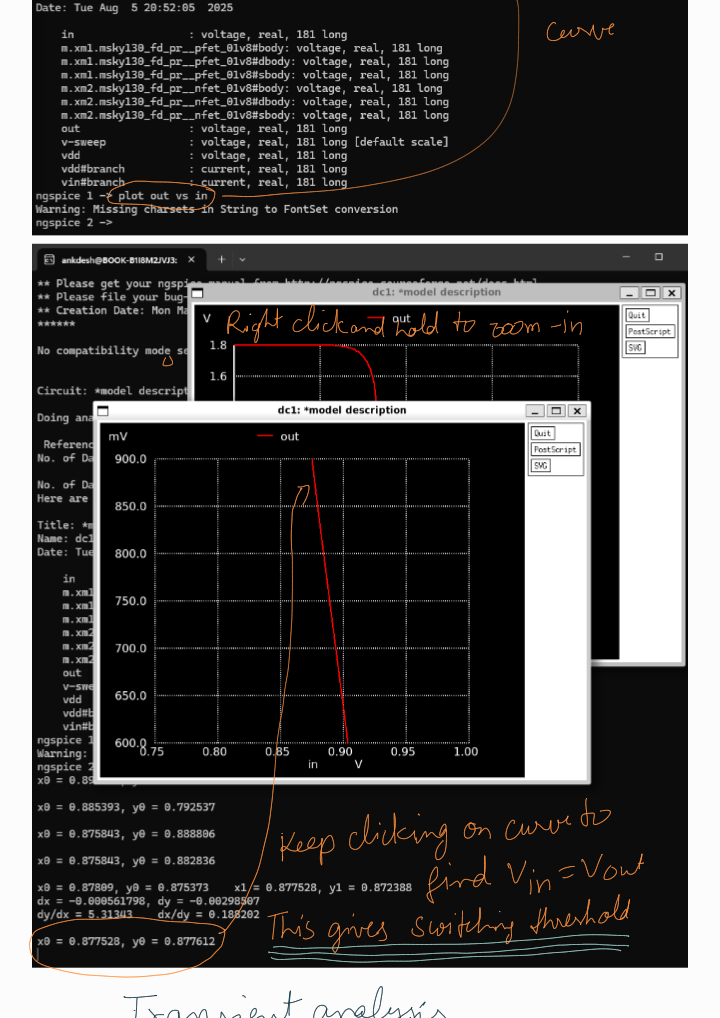 Date: Tue Aug  5 20:52:05  2025
curve
in                  : voltage, real, 181 long
m.xm1.msky130_fd_pr__pfet_01v8#body: voltage, real, 181 long
m.xm1.msky130_fd_pr__pfet_01v8#dbody: voltage, real, 181 long
m.xm1.msky130_fd_pr__pfet_01v8#sbody: voltage, real, 181 long
m.xm2.msky130_fd_pr__nfet_01v8#body: voltage, real, 181 long
m.xm2.msky130_fd_pr__nfet_01v8#dbody: voltage, real, 181 long
m.xm2.msky130_fd_pr__nfet_01v8#sbody: voltage, real, 181 long
out                 : voltage, real, 181 long
v-sweep             : voltage, real, 181 long [default scale]
vdd                 : voltage, real, 181 long
vdd#branch          : current, real, 181 long
vin#branch          : current, real, 181 long
ngspice 1 -> plot out vs in
Warning: Missing charsets in String to FontSet conversion
ngspice 2 ->
ankdesh@BOOK-B1I8M2JVJ3:
** Please get your ngspice manual from http://ngspice.sourceforge.net/docs.html
** Please file your bug-
** Creation Date: Mon Ma
******
dc1: *model description
Quit
PostScript
SVG
V
out
Right click and hold to zoom-in
1.8
1.6
No compatibility mode se
Circuit: *model descript
Doing ana
Referenc
No. of Da
No. of Da
Here are
Title: *m
Name: dc1
Date: Tue
in
m.xm1
m.xm1
m.xm1
m.xm2
m.xm2
m.xm2
out
v-swe
vdd
vdd#b
vin#b
ngspice 1
Warning:
ngspice 2
dc1: *model description
Quit
PostScript
SVG
mV
out
900.0
850.0
800.0
750.0
700.0
650.0
600.0
0.75 0.80 0.85 0.90 0.95 1.00
in V
x0 = 0.89
x0 = 0.885393, y0 = 0.792537
x0 = 0.875843, y0 = 0.888806
x0 = 0.875843, y0 = 0.882836
x0 = 0.87809, y0 = 0.875373    x1 = 0.877528, y1 = 0.872388
dx = -0.000561798, dy = -0.00298507
dy/dx = 5.31343    dx/dy = 0.188202
x0 = 0.877528, y0 = 0.877612
Keep clicking on curve to
find Vin = Vout
This gives switching threshold
Transient analysis